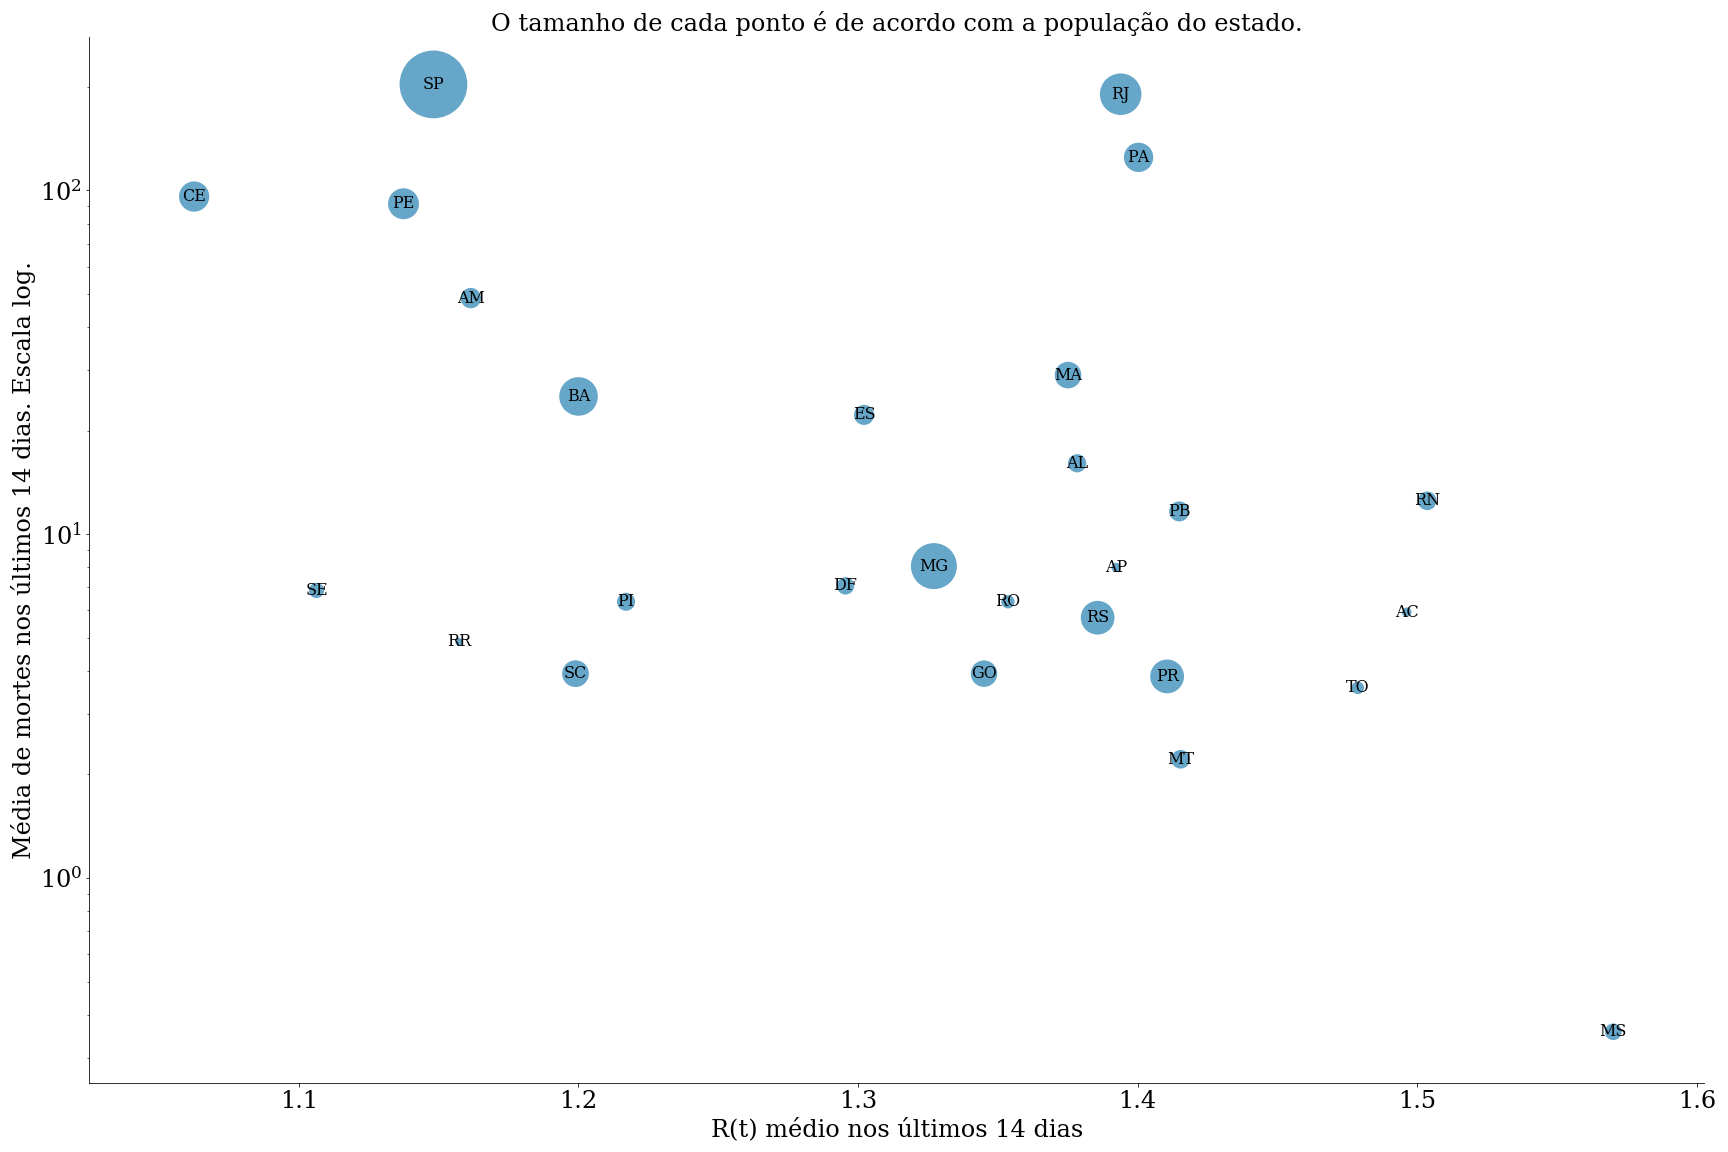 O tamanho de cada ponto é de acordo com a população do estado.
Média de mortes nos últimos 14 dias. Escala log.
10²
10¹
10⁰
SP
RJ
PA
CE
PE
AM
MA
BA
ES
AL
RN
PB
MG
AP
DF
SE
PI
RO
AC
RS
RR
SC
GO
PR
TO
MT
MS
1.1
1.2
1.3
1.4
1.5
1.6
R(t) médio nos últimos 14 dias